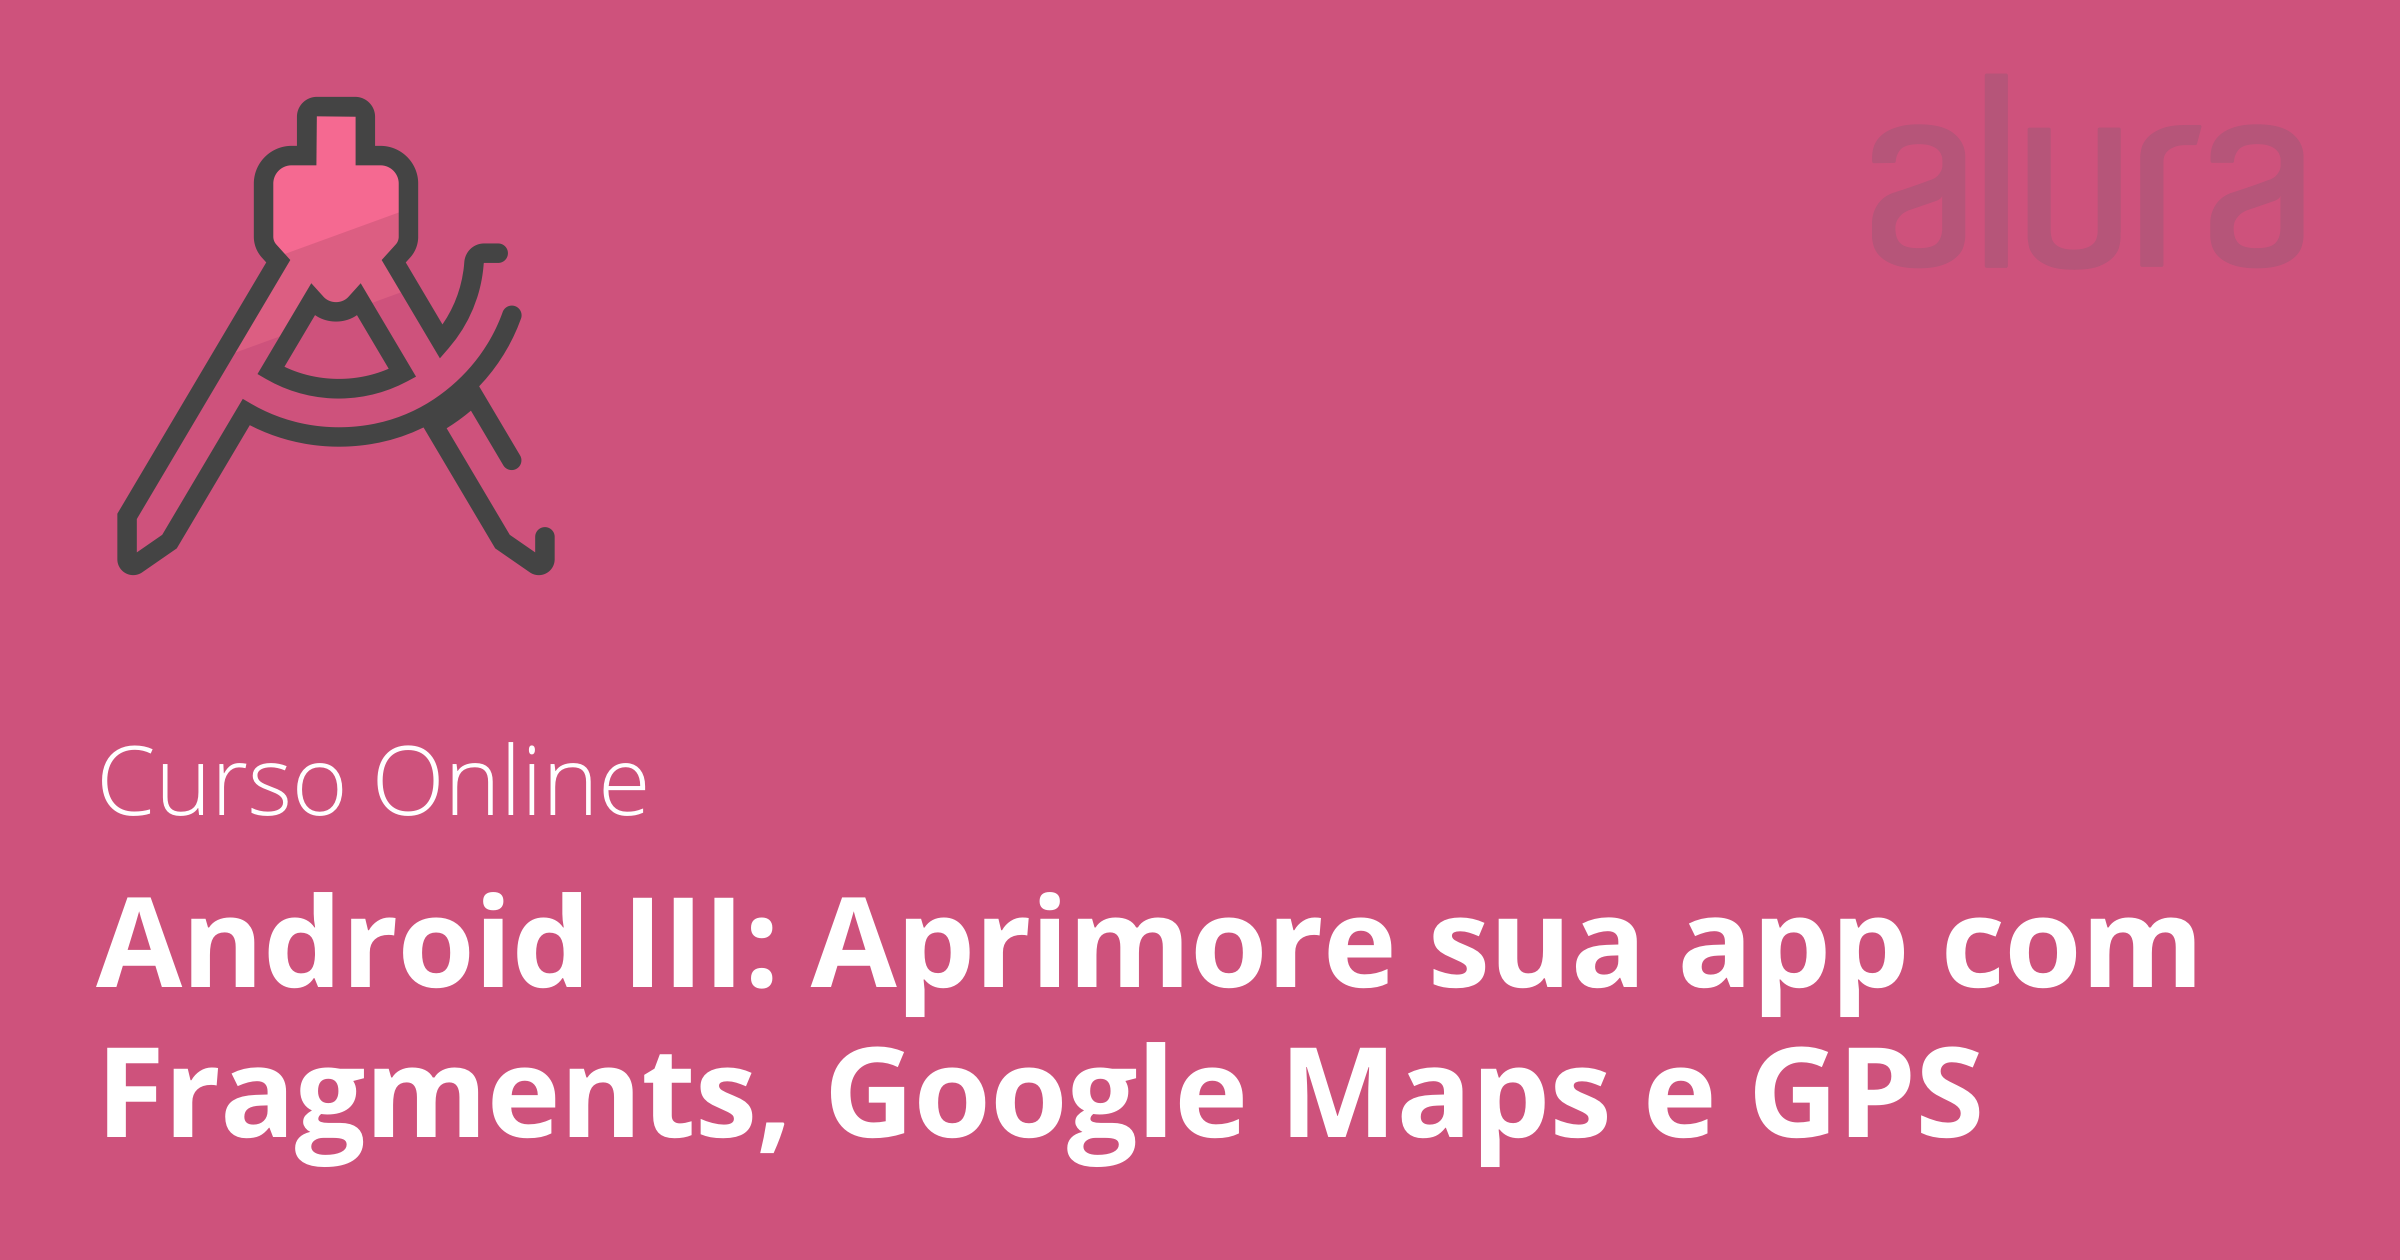 alura
Curso Online
Android III: Aprimore sua app com
Fragments, Google Maps e GPS